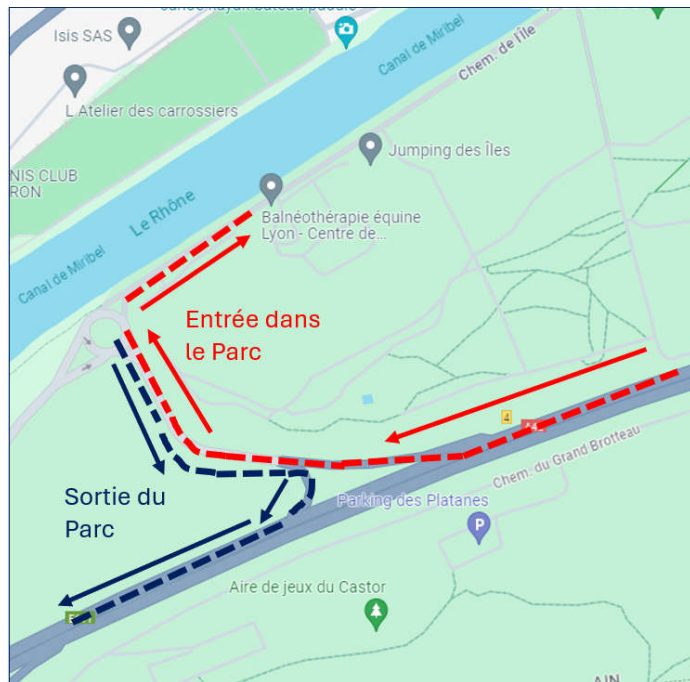 Isis SAS
Canal de Miribel
Chem. de l'Île
L Atelier des carrossiers
Jumping des Îles
NIS CLUB
RON
Le Rhône
Balnéothérapie équine
Lyon - Centre de...
Canal de Miribel
Entrée dans
le Parc
4
Chem. du Grand Brotteau
Sortie du
Parc
Parking des Platanes
P
Aire de jeux du Castor
AIN